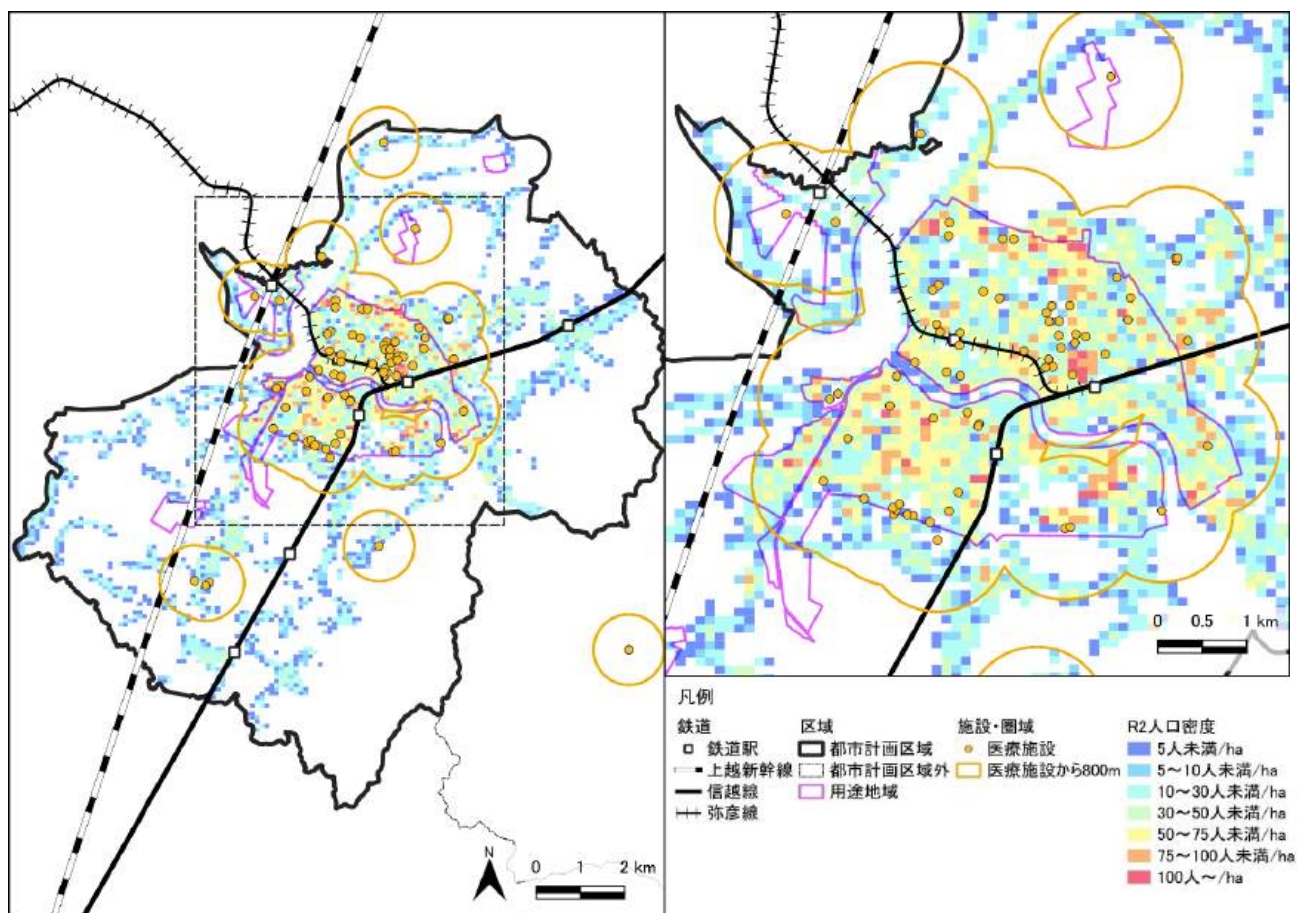 N
0 1 2 km
0 0.5 1 km
凡例
鉄道
鉄道駅
上越新幹線
信越線
弥彦線
区域
都市計画区域
都市計画区域外
用途地域
施設・圏域
医療施設
医療施設から800m
R2人口密度
5人未満/ha
5～10人未満/ha
10～30人未満/ha
30～50人未満/ha
50～75人未満/ha
75～100人未満/ha
100人～/ha